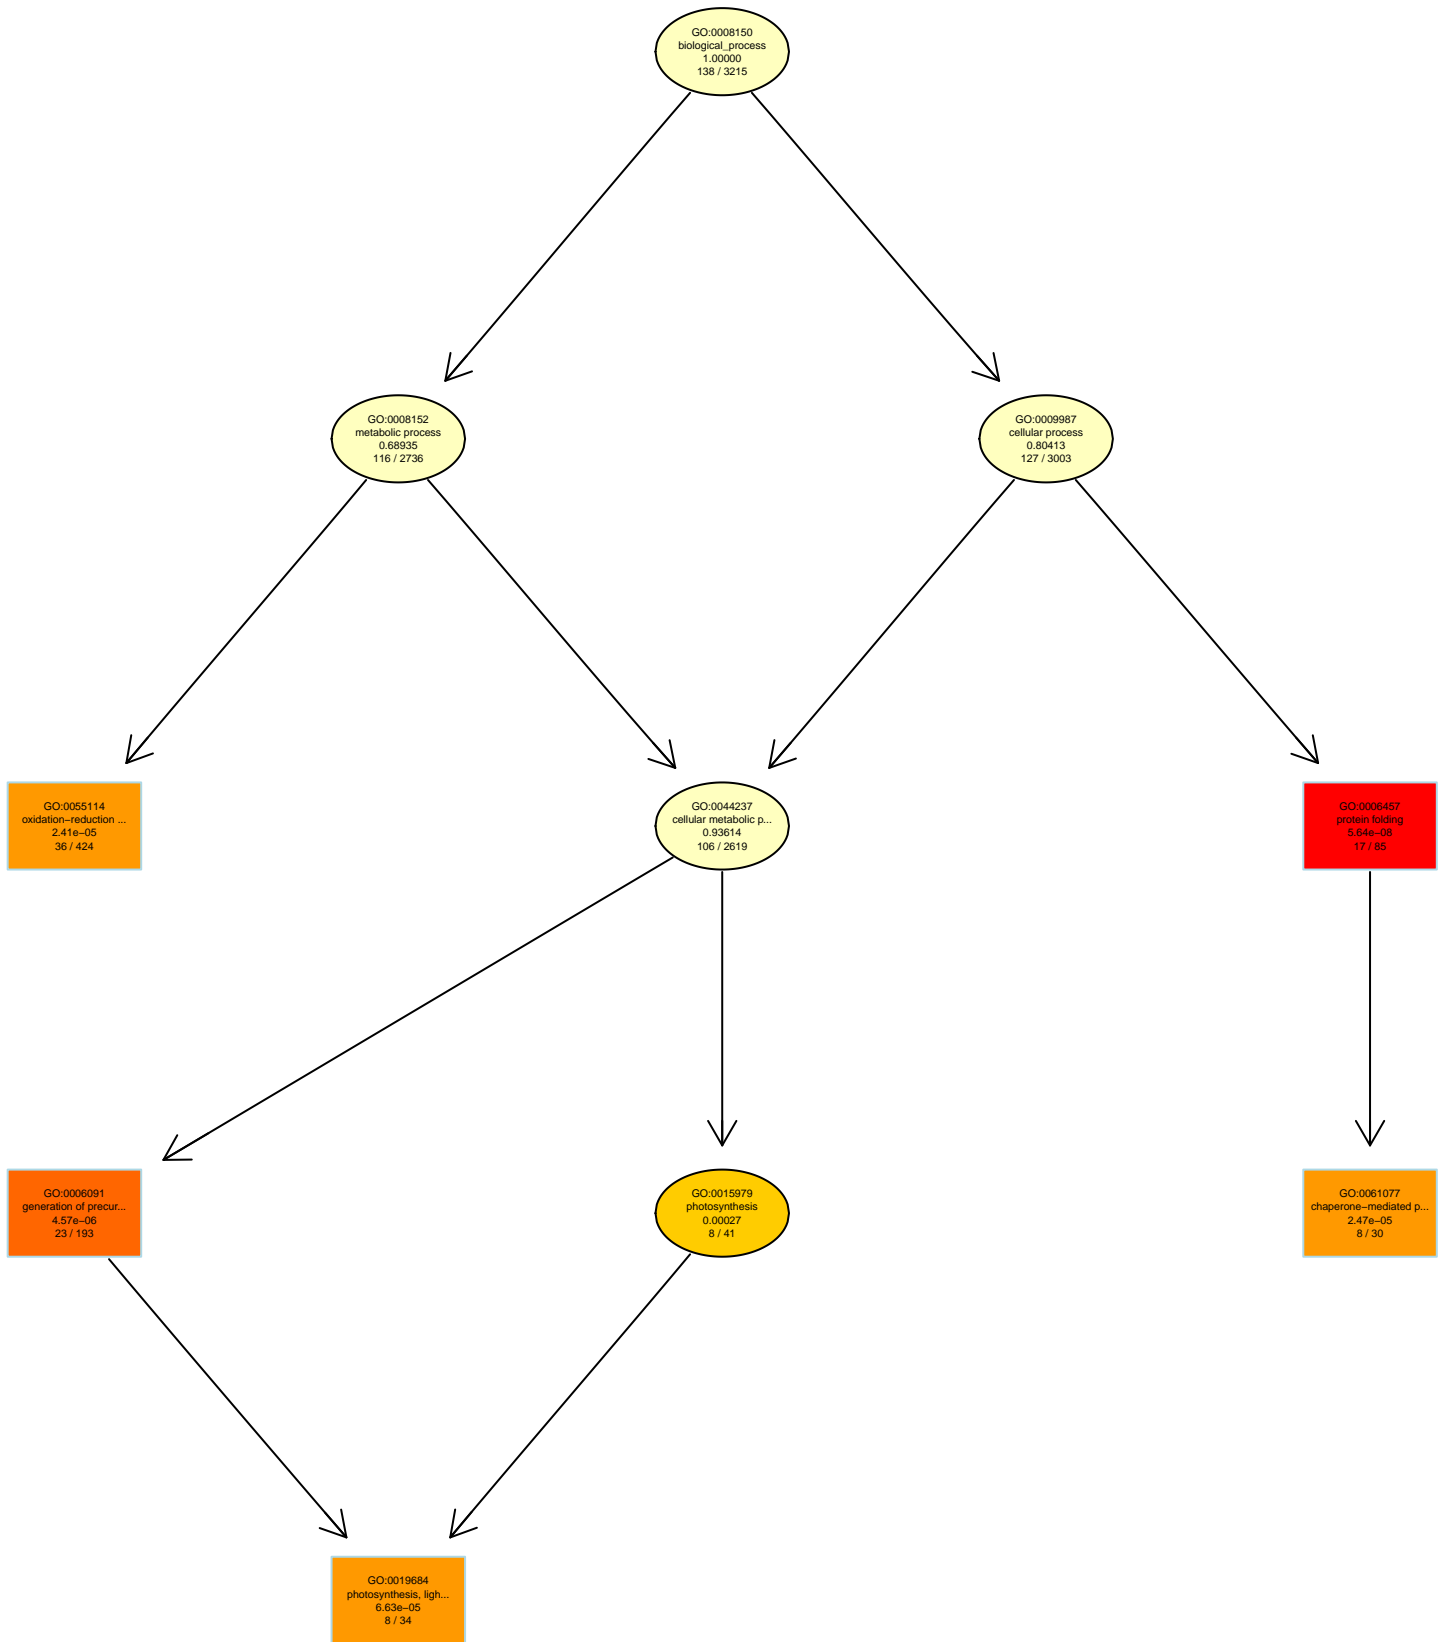 GO:0008150
biological_process
1.00000
138 / 3215
GO:0008152
metabolic process
0.68935
116 / 2736
GO:0009987
cellular process
0.80413
127 / 3003
GO:0055114
oxidation−reduction ...
2.41e−05
36 / 424
GO:0044237
cellular metabolic p...
0.93614
106 / 2619
GO:0006457
protein folding
5.64e−08
17 / 85
GO:0006091
generation of precur...
4.57e−06
23 / 193
GO:0015979
photosynthesis
0.00027
8 / 41
GO:0061077
chaperone−mediated p...
2.47e−05
8 / 30
GO:0019684
photosynthesis, ligh...
6.63e−05
8 / 34